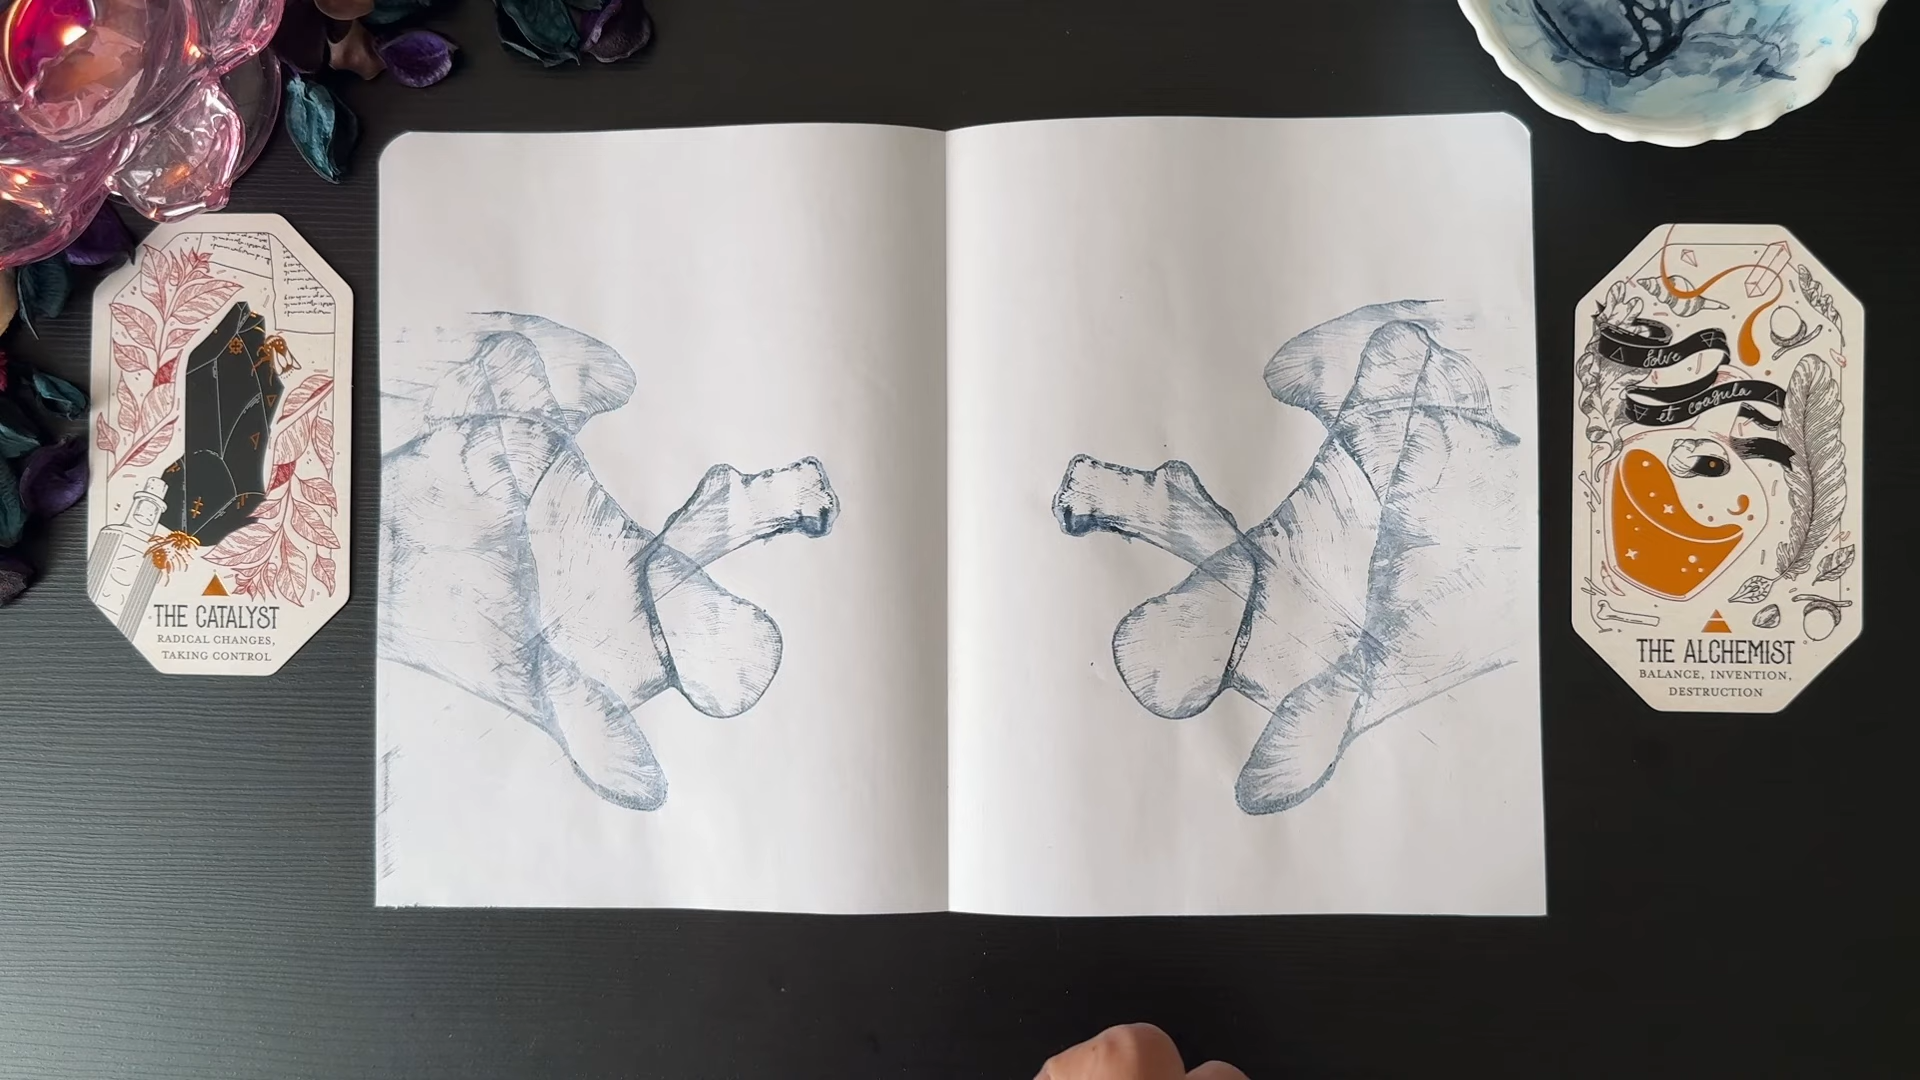 THE CATALYST
RADICAL CHANGES,
TAKING CONTROL
Solve
et coagula
THE ALCHEMIST
BALANCE, INVENTION,
DESTRUCTION